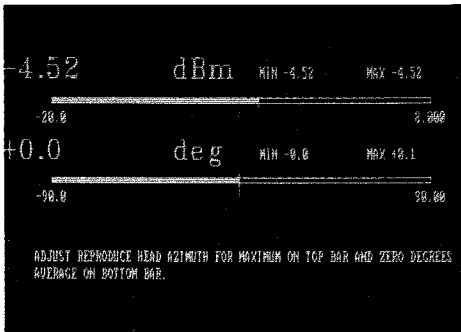 -4.52 dBm MIN -4.52 MAX -4.52
-20.0 8.000
+0.0 deg MIN -0.0 MAX +0.1
-90.0 90.00
ADJUST REPRODUCE HEAD AZIMUTH FOR MAXIMUM ON TOP BAR AND ZERO DEGREES
AVERAGE ON BOTTOM BAR.